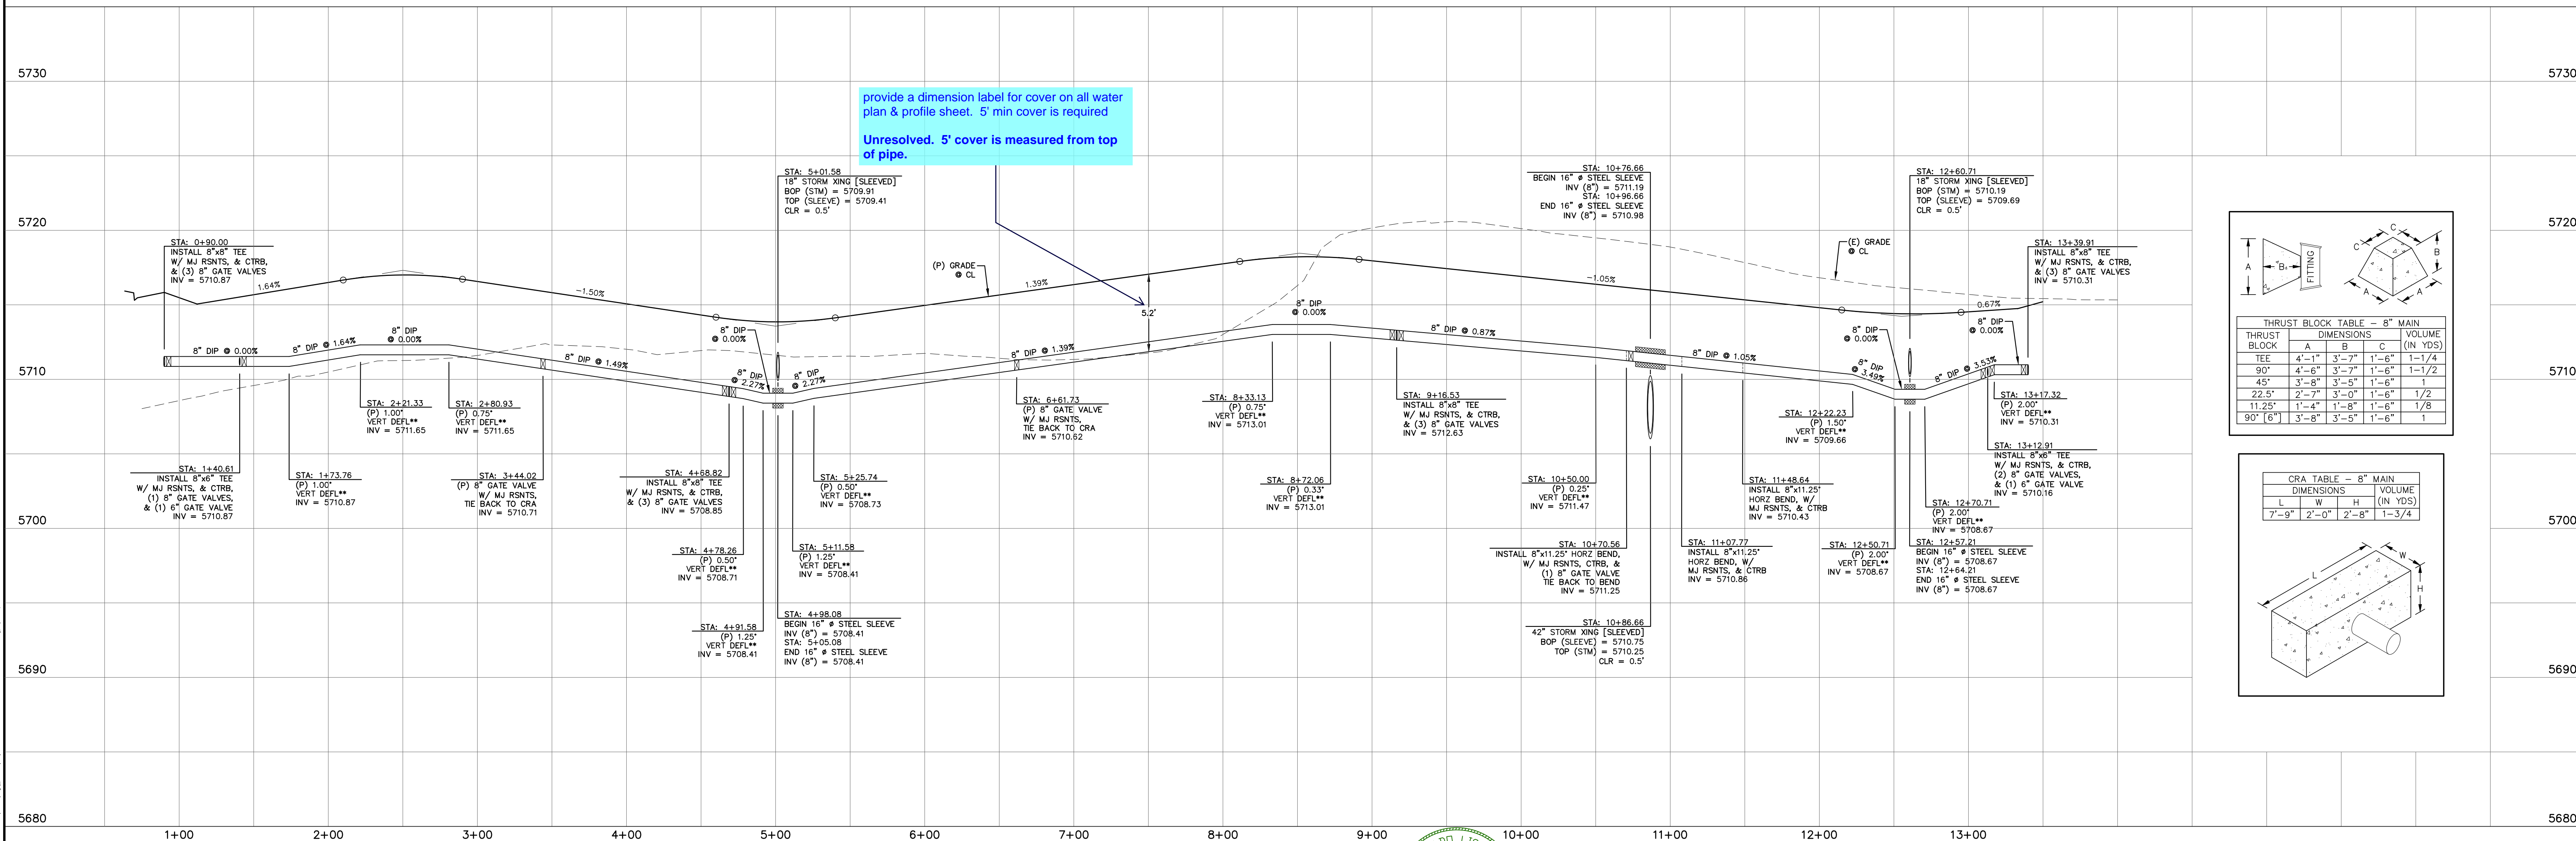 5730
5730
5720
5720
5710
5710
5700
5700
5690
5690
5680
5680
provide a dimension label for cover on all water
plan & profile sheet.  5' min cover is required
Unresolved.  5' cover is measured from top
of pipe.
STA: 0+90.00
INSTALL 8"x8" TEE
W/ MJ RSNTS, & CTRB,
& (3) 8" GATE VALVES
INV = 5710.87
1.64%
-1.50%
1.39%
-1.05%
0.67%
STA: 5+01.58
18" STORM XING [SLEEVED]
BOP (STM) = 5709.91
TOP (SLEEVE) = 5709.41
CLR = 0.5'
(P) GRADE
@ CL
5.2'
STA: 10+76.66
BEGIN 16" ø STEEL SLEEVE
INV (8") = 5711.19
STA: 10+96.66
END 16" ø STEEL SLEEVE
INV (8") = 5710.98
(E) GRADE
@ CL
STA: 12+60.71
18" STORM XING [SLEEVED]
BOP (STM) = 5710.19
TOP (SLEEVE) = 5709.69
CLR = 0.5'
STA: 13+39.91
INSTALL 8"x8" TEE
W/ MJ RSNTS, & CTRB,
& (3) 8" GATE VALVES
INV = 5710.31
8" DIP @ 0.00%
8" DIP @ 1.64%
8" DIP
@ 0.00%
8" DIP @ 1.49%
8" DIP
@ 2.27%
8" DIP
@ 0.00%
8" DIP
@ 2.27%
8" DIP @ 1.39%
8" DIP
@ 0.00%
8" DIP @ 0.87%
8" DIP @ 1.05%
8" DIP
@ 3.49%
8" DIP
@ 0.00%
8" DIP @ 3.53%
8" DIP
@ 0.00%
STA: 1+40.61
INSTALL 8"x6" TEE
W/ MJ RSNTS, & CTRB,
(1) 8" GATE VALVES,
& (1) 6" GATE VALVE
INV = 5710.87
STA: 1+73.76
(P) 1.00°
VERT DEFL**
INV = 5710.87
STA: 2+21.33
(P) 1.00°
VERT DEFL**
INV = 5711.65
STA: 2+80.93
(P) 0.75°
VERT DEFL**
INV = 5711.65
STA: 3+44.02
(P) 8" GATE VALVE
W/ MJ RSNTS,
TIE BACK TO CRA
INV = 5710.71
STA: 4+68.82
INSTALL 8"x8" TEE
W/ MJ RSNTS, & CTRB,
& (3) 8" GATE VALVES
INV = 5708.85
STA: 4+78.26
(P) 0.50°
VERT DEFL**
INV = 5708.71
STA: 4+91.58
(P) 1.25°
VERT DEFL**
INV = 5708.41
STA: 4+98.08
BEGIN 16" ø STEEL SLEEVE
INV (8") = 5708.41
STA: 5+05.08
END 16" ø STEEL SLEEVE
INV (8") = 5708.41
STA: 5+11.58
(P) 1.25°
VERT DEFL**
INV = 5708.41
STA: 5+25.74
(P) 0.50°
VERT DEFL**
INV = 5708.73
STA: 6+61.73
(P) 8" GATE VALVE
W/ MJ RSNTS,
TIE BACK TO CRA
INV = 5710.62
STA: 8+33.13
(P) 0.75°
VERT DEFL**
INV = 5713.01
STA: 8+72.06
(P) 0.33°
VERT DEFL**
INV = 5713.01
STA: 9+16.53
INSTALL 8"x8" TEE
W/ MJ RSNTS, & CTRB,
& (3) 8" GATE VALVES
INV = 5712.63
STA: 10+50.00
(P) 0.25°
VERT DEFL**
INV = 5711.47
STA: 10+70.56
INSTALL 8"x11.25° HORZ BEND,
W/ MJ RSNTS, CTRB, &
(1) 8" GATE VALVE
TIE BACK TO BEND
INV = 5711.25
STA: 10+86.66
42" STORM XING [SLEEVED]
BOP (SLEEVE) = 5710.75
TOP (STM) = 5710.25
CLR = 0.5'
STA: 11+07.77
INSTALL 8"x11.25°
HORZ BEND, W/
MJ RSNTS, & CTRB
INV = 5710.86
STA: 11+48.64
INSTALL 8"x11.25°
HORZ BEND, W/
MJ RSNTS, & CTRB
INV = 5710.43
STA: 12+22.23
(P) 1.50°
VERT DEFL**
INV = 5709.66
STA: 12+50.71
(P) 2.00°
VERT DEFL**
INV = 5708.67
STA: 12+57.21
BEGIN 16" ø STEEL SLEEVE
INV (8") = 5708.67
STA: 12+64.21
END 16" ø STEEL SLEEVE
INV (8") = 5708.67
STA: 12+70.71
(P) 2.00°
VERT DEFL**
INV = 5708.67
STA: 13+12.91
INSTALL 8"x6" TEE
W/ MJ RSNTS, & CTRB,
(2) 8" GATE VALVES,
& (1) 6" GATE VALVE
INV = 5710.16
STA: 13+17.32
(P) 2.00°
VERT DEFL**
INV = 5710.31
A
B
FITTING
C
C
B
A
A
THRUST BLOCK TABLE - 8" MAIN
THRUST BLOCK DIMENSIONS VOLUME (IN YDS)
A B C
TEE 4'-1" 3'-7" 1'-6" 1-1/4
90° 4'-6" 3'-7" 1'-6" 1-1/2
45° 3'-8" 3'-5" 1'-6" 1
22.5° 2'-7" 3'-0" 1'-6" 1/2
11.25° 1'-4" 1'-8" 1'-6" 1/8
90° [6"] 3'-8" 3'-5" 1'-6" 1
CRA TABLE - 8" MAIN
DIMENSIONS VOLUME (IN YDS)
L W H
7'-9" 2'-0" 2'-8" 1-3/4
L
W
H
1+00 2+00 3+00 4+00 5+00 6+00 7+00 8+00 9+00 10+00 11+00 12+00 13+00